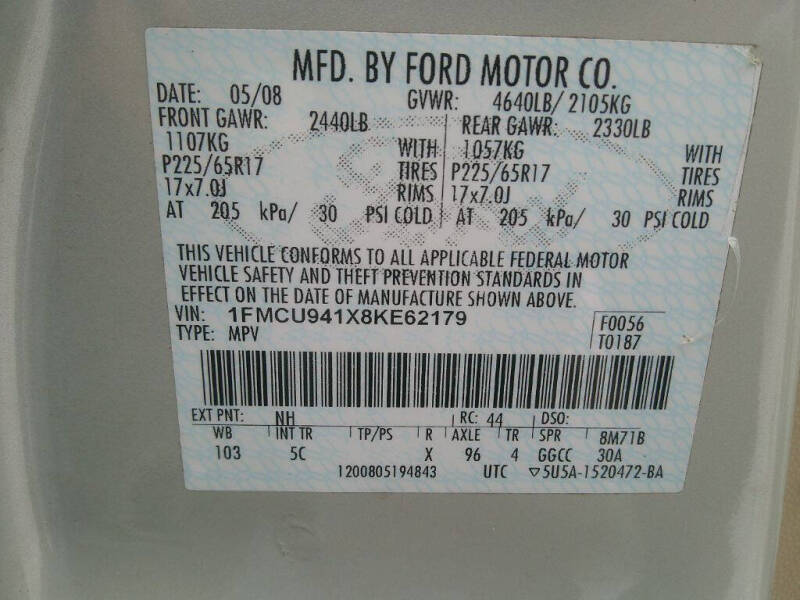 MFD. BY FORD MOTOR CO.
DATE: 05/08 GVWR: 4640LB/ 2105KG
FRONT GAWR: 2440LB REAR GAWR: 2330LB
1107KG WITH 1057KG WITH
P225/65R17 TIRES P225/65R17 TIRES
17x7.0J RIMS 17x7.0J RIMS
AT 205 kPa/ 30 PSI COLD AT 205 kPa/ 30 PSI COLD
THIS VEHICLE CONFORMS TO ALL APPLICABLE FEDERAL MOTOR
VEHICLE SAFETY AND THEFT PREVENTION STANDARDS IN
EFFECT ON THE DATE OF MANUFACTURE SHOWN ABOVE.
VIN: 1FMCU941X8KE62179 F0056
TYPE: MPV T0187
EXT PNT: NH RC: 44 DSO:
WB INT TR TP/PS R AXLE TR SPR 8M71B
103 5C X 96 4 GGCC 30A
1200805194843 UTC ▽5U5A-1520472-BA